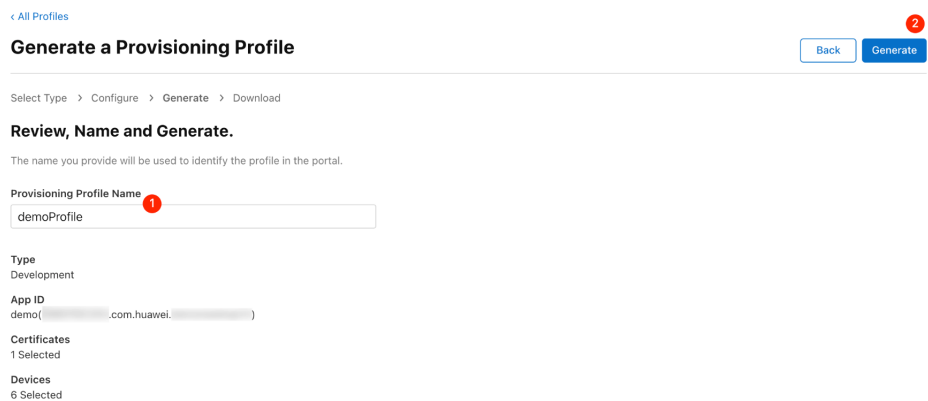 ‹ All Profiles
2
Generate a Provisioning Profile
Back Generate
Select Type > Configure > Generate > Download
Review, Name and Generate.
The name you provide will be used to identify the profile in the portal.
Provisioning Profile Name
1
demoProfile
Type
Development
App ID
demo( .com.huawei. )
Certificates
1 Selected
Devices
6 Selected